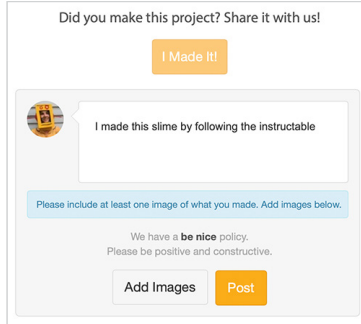 Did you make this project? Share it with us!
I Made It!
I made this slime by following the instructable
Please include at least one image of what you made. Add images below.
We have a be nice policy.
Please be positive and constructive.
Add Images
Post